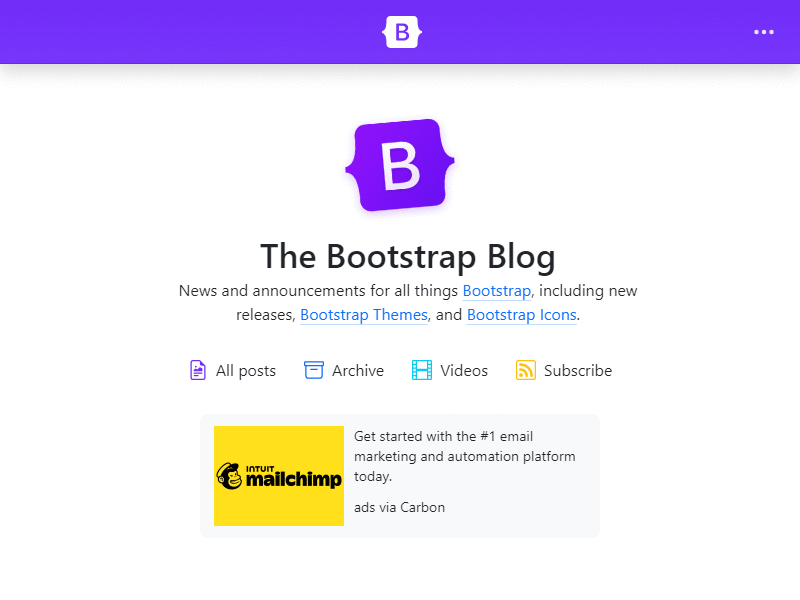 B
B
The Bootstrap Blog
News and announcements for all things Bootstrap, including new
releases, Bootstrap Themes, and Bootstrap Icons.
All posts
Archive
Videos
Subscribe
INTUIT
mailchimp
Get started with the #1 email
marketing and automation platform
today.
ads via Carbon